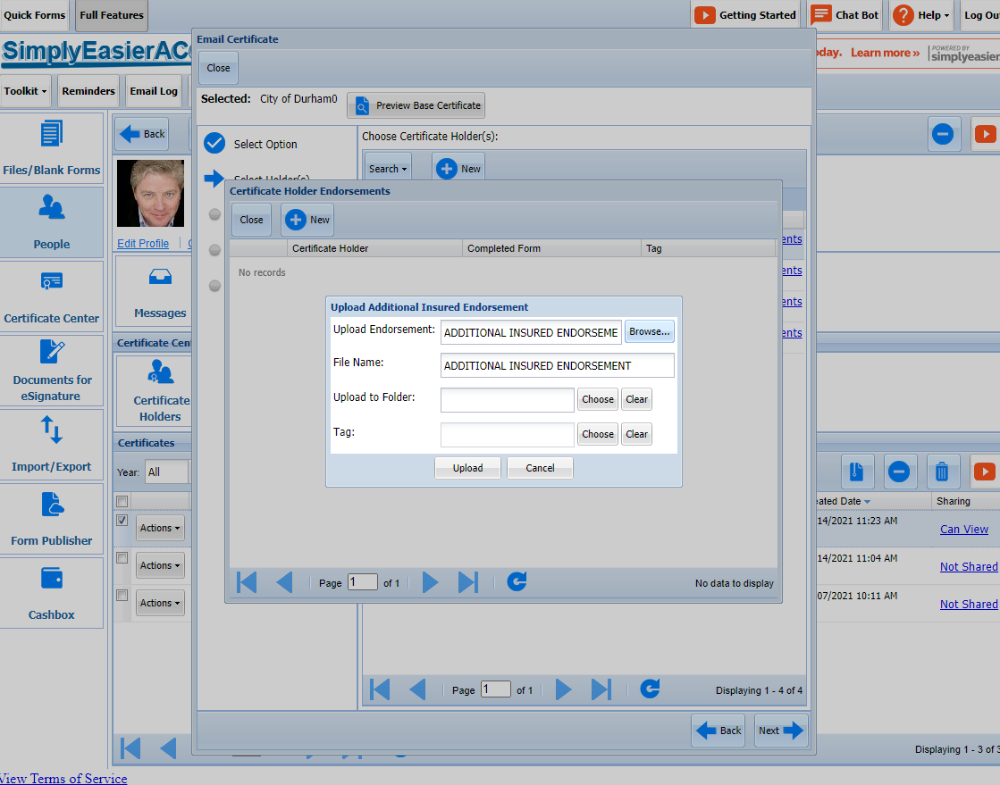 Quick Forms
Full Features
Getting Started
Chat Bot
Help
Log Ou
SimplyEasierAC
oday. Learn more »
POWERED BY
simplyeasier
Toolkit
Reminders
Email Log
Files/Blank Forms
People
Certificate Center
Documents for
eSignature
Import/Export
Form Publisher
Cashbox
Back
Edit Profile
Messages
Certificate Cen
Certificate
Holders
Certificates
Year: All
Actions
Actions
Actions
Email Certificate
Close
Selected: City of Durham0
Preview Base Certificate
Select Option
Select Holder(s)
Choose Certificate Holder(s):
Search
New
ents
ents
ents
ents
Certificate Holder Endorsements
Close
New
Certificate Holder
Completed Form
Tag
No records
Upload Additional Insured Endorsement
Upload Endorsement: ADDITIONAL INSURED ENDORSEME Browse...
File Name: ADDITIONAL INSURED ENDORSEMENT
Upload to Folder: Choose Clear
Tag: Choose Clear
Upload Cancel
Page 1 of 1
No data to display
Page 1 of 1
Displaying 1 - 4 of 4
Back
Next
eated Date
Sharing
14/2021 11:23 AM
Can View
14/2021 11:04 AM
Not Shared
07/2021 10:11 AM
Not Shared
Displaying 1 - 3 of 3
View Terms of Service